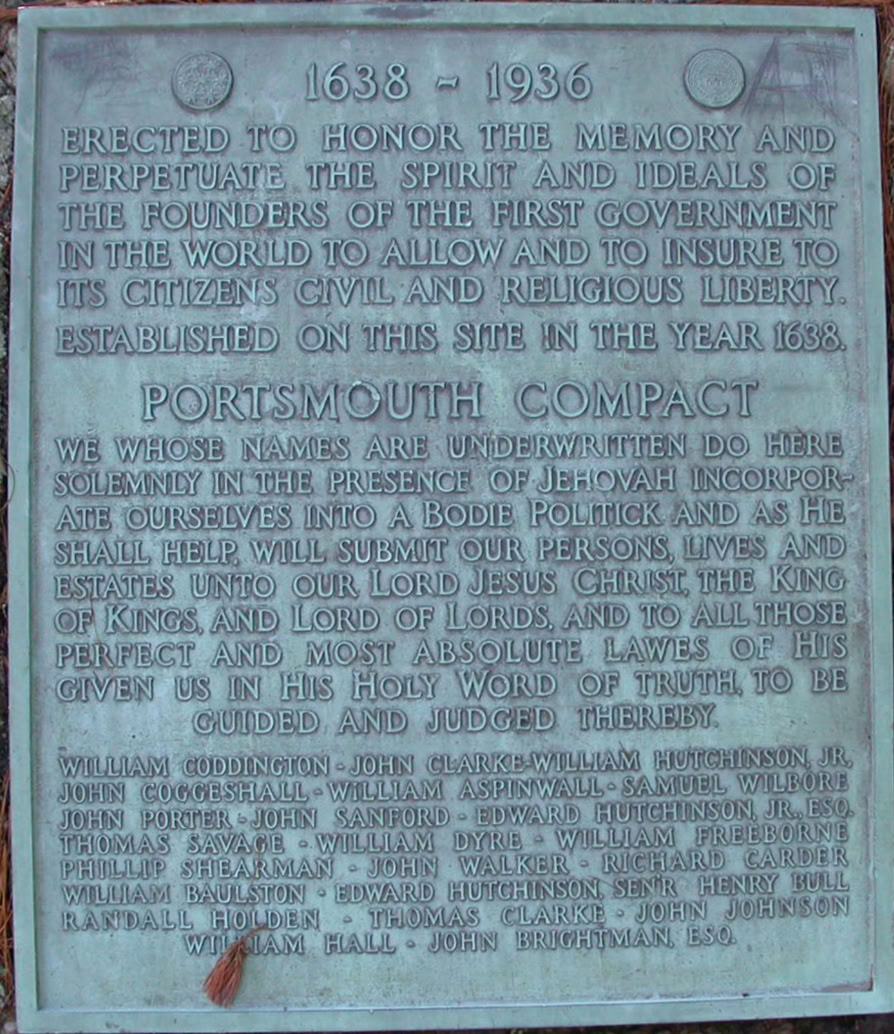 1638 - 1936
ERECTED TO HONOR THE MEMORY AND
PERPETUATE THE SPIRIT AND IDEALS OF
THE FOUNDERS OF THE FIRST GOVERNMENT
IN THE WORLD TO ALLOW AND TO INSURE TO
ITS CITIZENS CIVIL AND RELIGIOUS LIBERTY.
ESTABLISHED ON THIS SITE IN THE YEAR 1638.
PORTSMOUTH COMPACT
WE WHOSE NAMES ARE UNDERWRITTEN DO HERE
SOLEMNLY IN THE PRESENCE OF JEHOVAH INCORPOR-
ATE OURSELVES INTO A BODIE POLITICK AND AS HE
SHALL HELP, WILL SUBMIT OUR PERSONS, LIVES AND
ESTATES UNTO OUR LORD JESUS CHRIST, THE KING
OF KINGS, AND LORD OF LORDS, AND TO ALL THOSE
PERFECT AND MOST ABSOLUTE LAWES OF HIS
GIVEN US IN HIS HOLY WORD OF TRUTH, TO BE
GUIDED AND JUDGED THEREBY.
WILLIAM CODDINGTON · JOHN CLARKE · WILLIAM HUTCHINSON, JR.
JOHN COGGESHALL · WILLIAM ASPINWALL · SAMUEL WILBORE
JOHN PORTER · JOHN SANFORD · EDWARD HUTCHINSON, JR., ESQ.
THOMAS SAVAGE · WILLIAM DYRE · WILLIAM FREEBORNE
PHILLIP SHEARMAN · JOHN WALKER · RICHARD CARDER
WILLIAM BAULSTON · EDWARD HUTCHINSON, SEN'R HENRY BULL
RANDALL HOLDEN · THOMAS CLARKE · JOHN JOHNSON
WILLIAM HALL · JOHN BRIGHTMAN, ESQ.